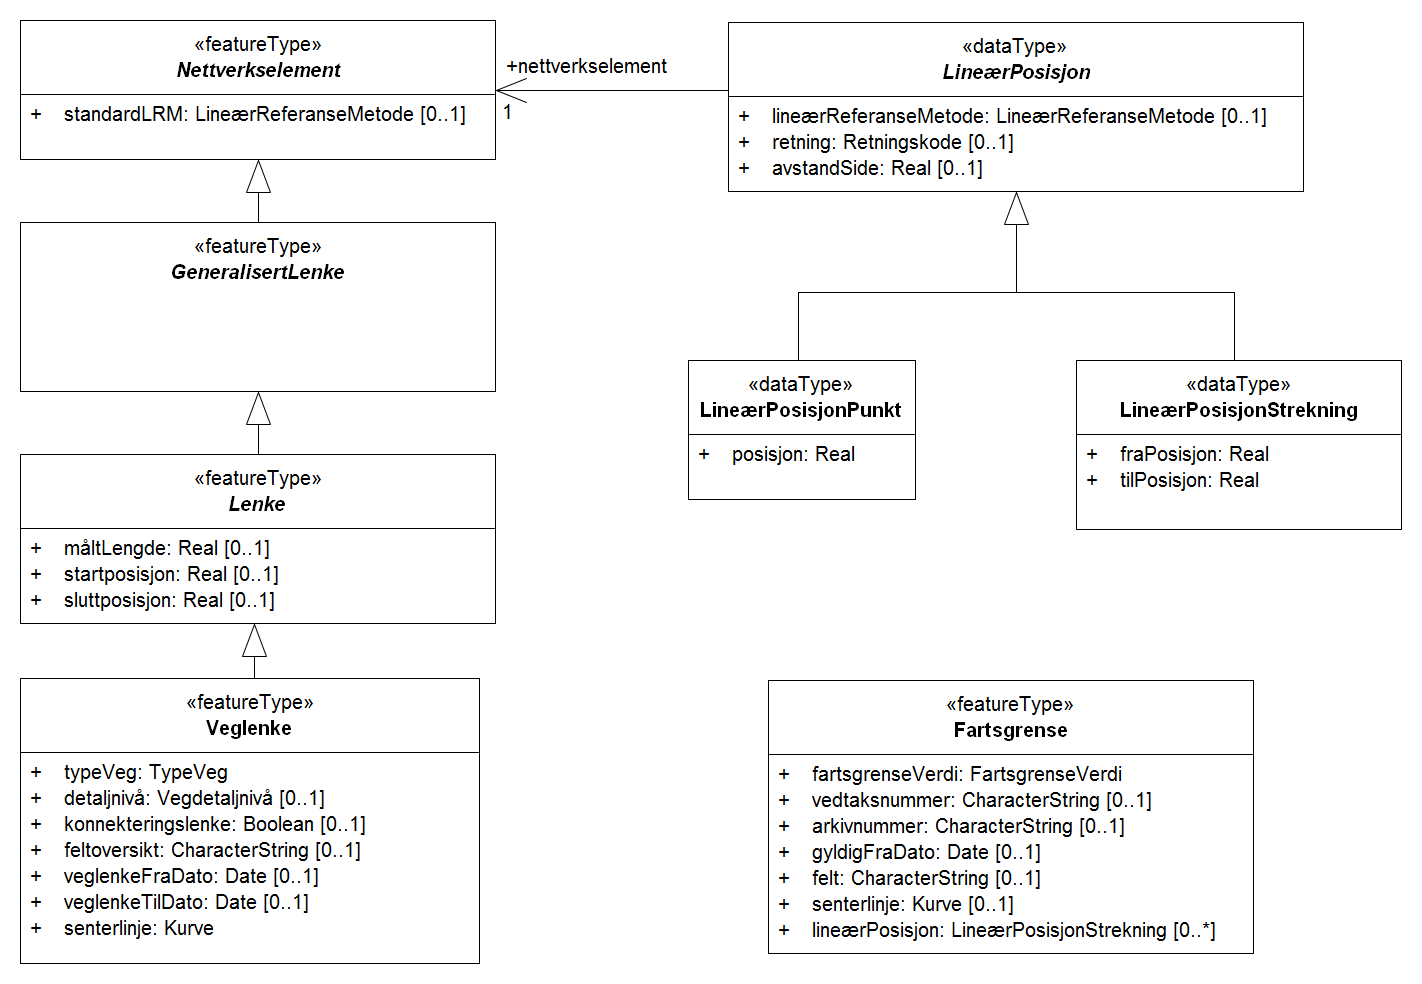 «featureType»
Nettverkselement
+ standardLRM: LineærReferanseMetode [0..1]
+nettverkselement
1
«dataType»
LineærPosisjon
+ lineærReferanseMetode: LineærReferanseMetode [0..1]
+ retning: Retningskode [0..1]
+ avstandSide: Real [0..1]
«featureType»
GeneralisertLenke
«dataType»
LineærPosisjonPunkt
+ posisjon: Real
«dataType»
LineærPosisjonStrekning
+ fraPosisjon: Real
+ tilPosisjon: Real
«featureType»
Lenke
+ måltLengde: Real [0..1]
+ startposisjon: Real [0..1]
+ sluttposisjon: Real [0..1]
«featureType»
Veglenke
+ typeVeg: TypeVeg
+ detaljnivå: Vegdetaljnivå [0..1]
+ konnekteringslenke: Boolean [0..1]
+ feltoversikt: CharacterString [0..1]
+ veglenkeFraDato: Date [0..1]
+ veglenkeTilDato: Date [0..1]
+ senterlinje: Kurve
«featureType»
Fartsgrense
+ fartsgrenseVerdi: FartsgrenseVerdi
+ vedtaksnummer: CharacterString [0..1]
+ arkivnummer: CharacterString [0..1]
+ gyldigFraDato: Date [0..1]
+ felt: CharacterString [0..1]
+ senterlinje: Kurve [0..1]
+ lineærPosisjon: LineærPosisjonStrekning [0..*]